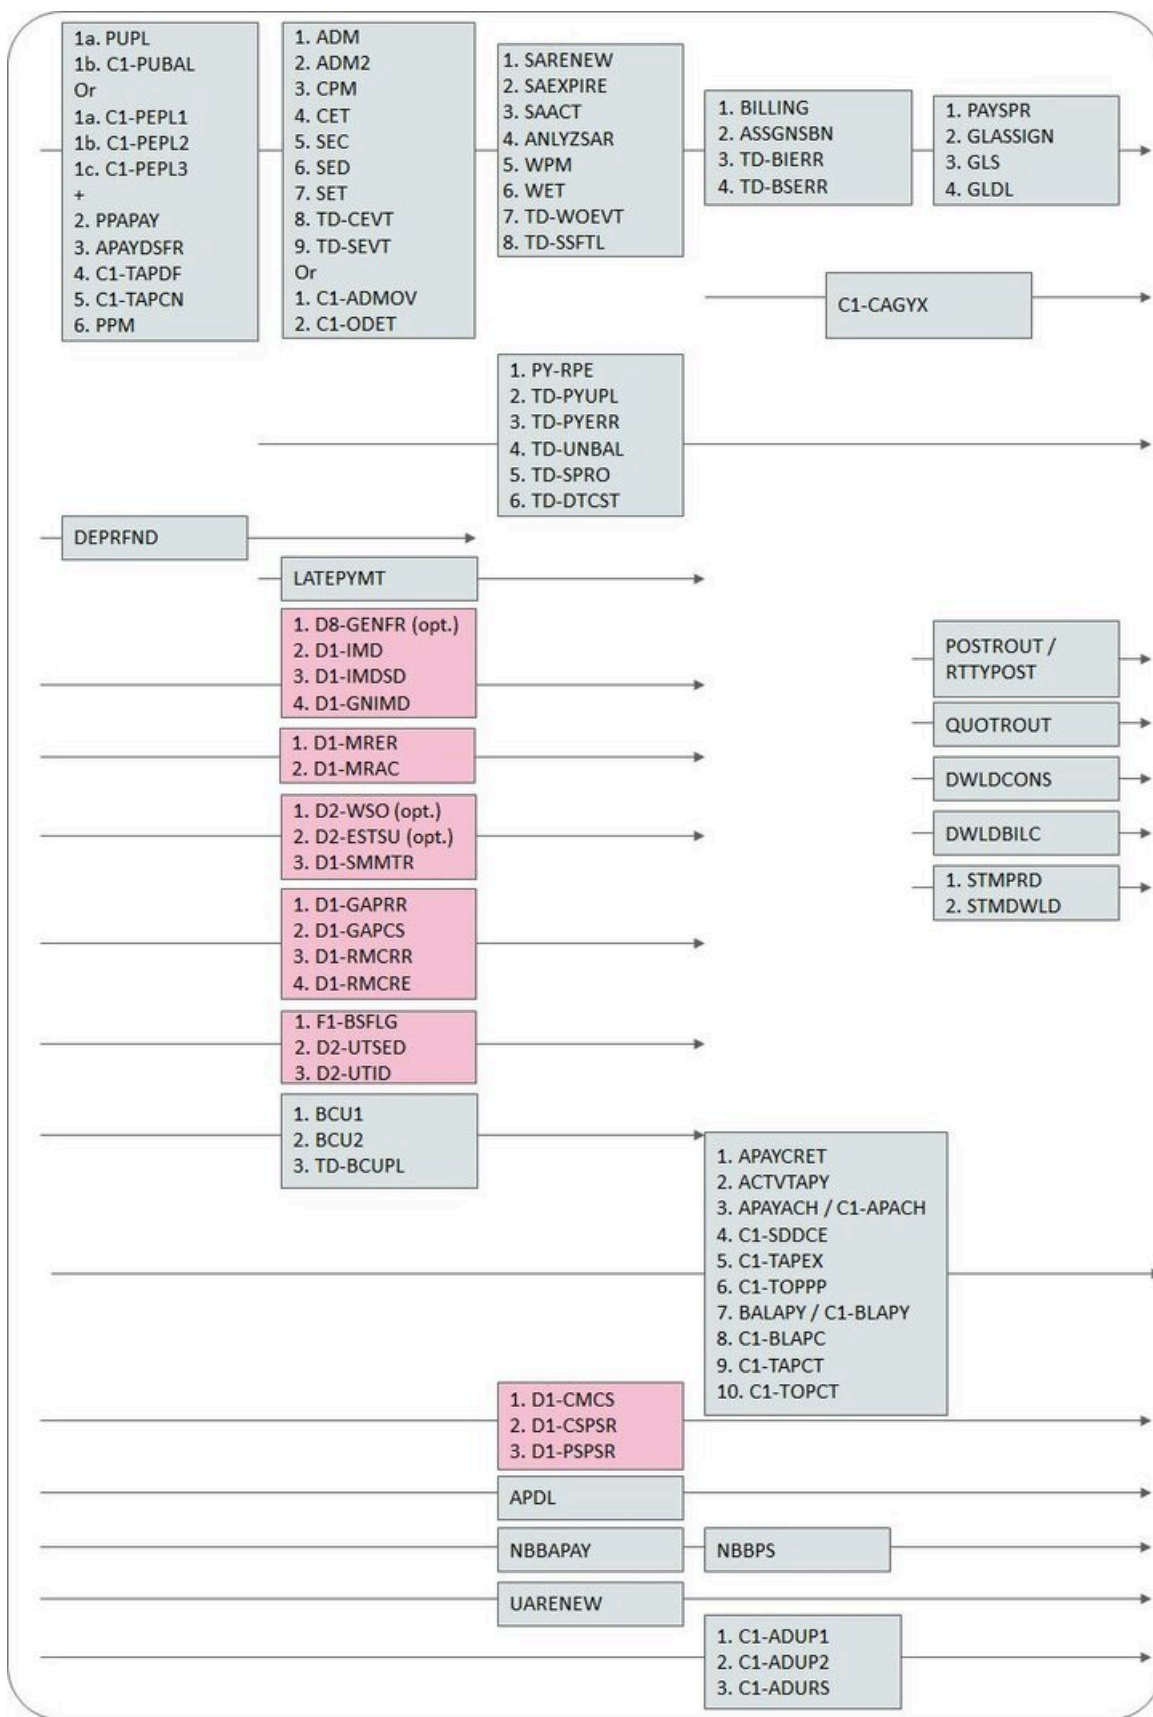 1a. PUPL
1b. C1-PUBAL
Or
1a. C1-PEPL1
1b. C1-PEPL2
1c. C1-PEPL3
+
2. PPAPAY
3. APAYDSFR
4. C1-TAPDF
5. C1-TAPCN
6. PPM
1. ADM
2. ADM2
3. CPM
4. CET
5. SEC
6. SED
7. SET
8. TD-CEVT
9. TD-SEVT
Or
1. C1-ADMOV
2. C1-ODET
1. SARENEW
2. SAEXPIRE
3. SAACT
4. ANLYZSAR
5. WPM
6. WET
7. TD-WOEVT
8. TD-SSFTL
1. BILLING
2. ASSGNSBN
3. TD-BIERR
4. TD-BSERR
1. PAYSPR
2. GLASSIGN
3. GLS
4. GLDL
C1-CAGYX
1. PY-RPE
2. TD-PYUPL
3. TD-PYERR
4. TD-UNBAL
5. TD-SPRO
6. TD-DTCST
DEPRFND
LATEPYMT
1. D8-GENFR (opt.)
2. D1-IMD
3. D1-IMDSD
4. D1-GNIMD
POSTROUT /
RTTYPOST
QUOTROUT
1. D1-MRER
2. D1-MRAC
DWLDCONS
1. D2-WSO (opt.)
2. D2-ESTSU (opt.)
3. D1-SMMTR
DWLDBILC
1. STMPRD
2. STMDWLD
1. D1-GAPRR
2. D1-GAPCS
3. D1-RMCRR
4. D1-RMCRE
1. F1-BSFLG
2. D2-UTSED
3. D2-UTID
1. BCU1
2. BCU2
3. TD-BCUPL
1. APAYCRET
2. ACTVTAPY
3. APAYACH / C1-APACH
4. C1-SDDCE
5. C1-TAPEX
6. C1-TOPPP
7. BALAPY / C1-BLAPY
8. C1-BLAPC
9. C1-TAPCT
10. C1-TOPCT
1. D1-CMCS
2. D1-CSPSR
3. D1-PSPSR
APDL
NBBAPAY
NBBPS
UARENEW
1. C1-ADUP1
2. C1-ADUP2
3. C1-ADURS